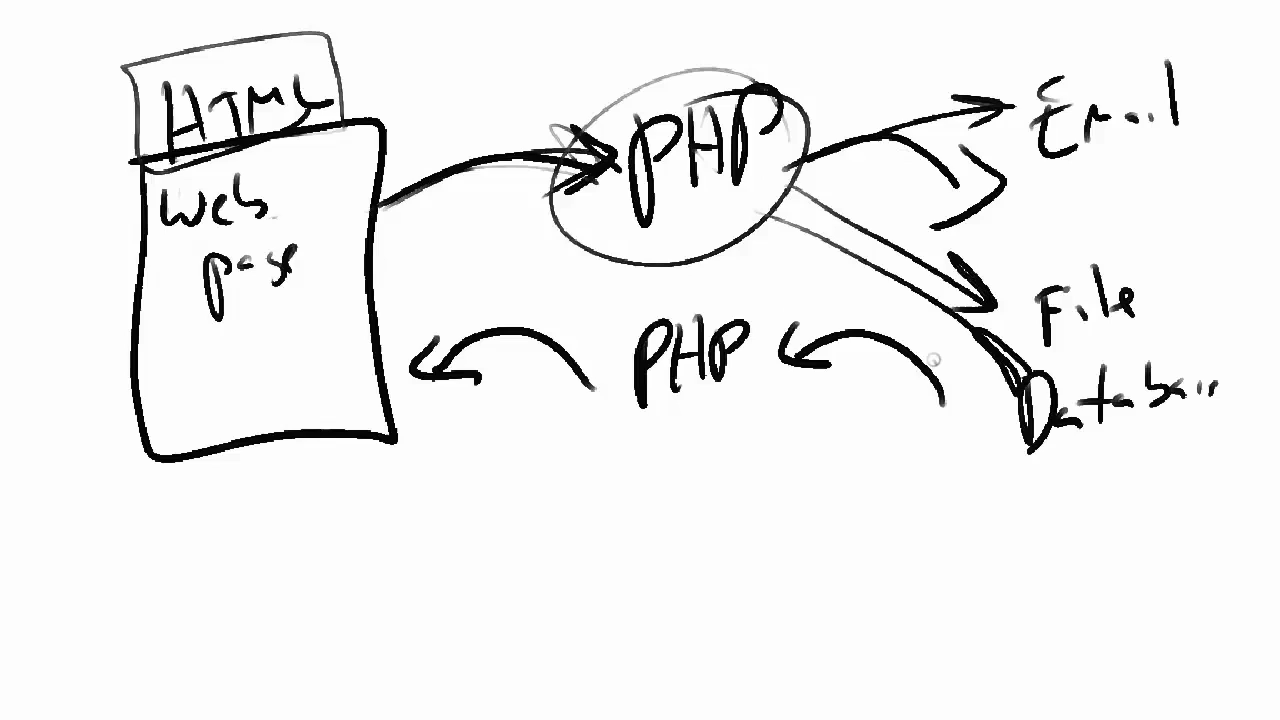 HTML
Web
page
PHP
Email
File
PHP
Database